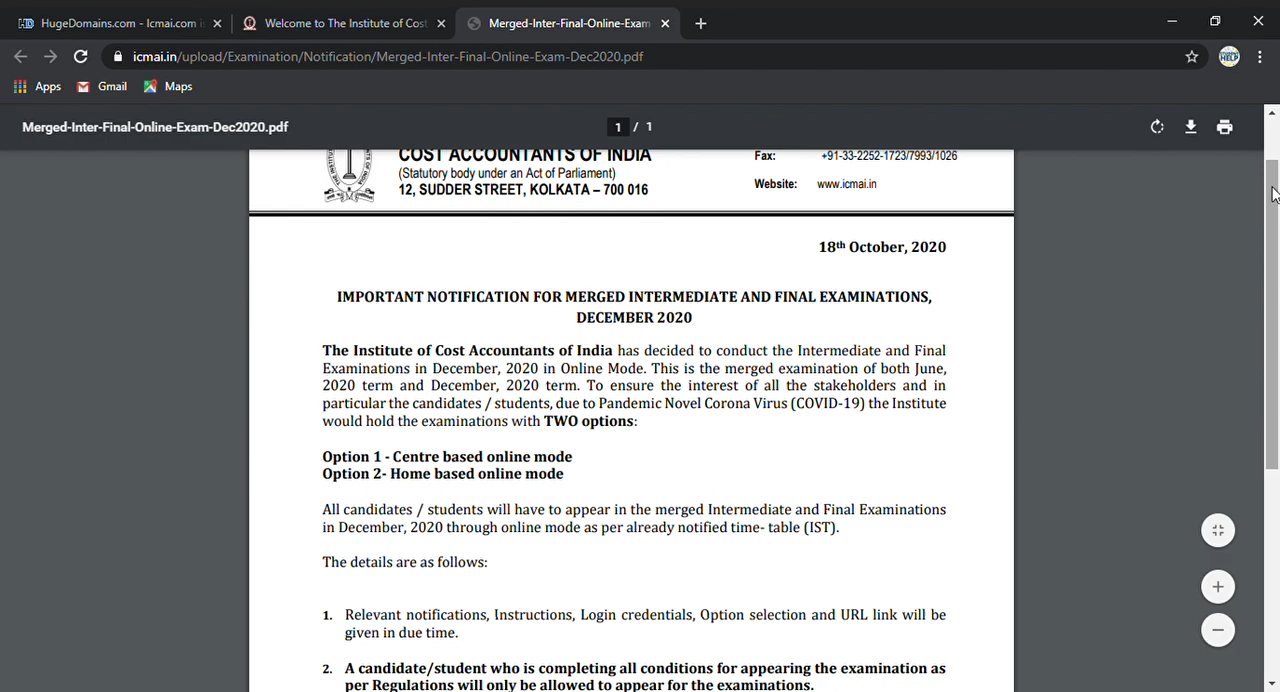 HugeDomains.com - Icmai.com i
Welcome to The Institute of Cost
Merged-Inter-Final-Online-Exam
icmai.in/upload/Examination/Notification/Merged-Inter-Final-Online-Exam-Dec2020.pdf
Apps Gmail Maps
Merged-Inter-Final-Online-Exam-Dec2020.pdf
1 / 1
COST ACCOUNTANTS OF INDIA
(Statutory body under an Act of Parliament)
12, SUDDER STREET, KOLKATA – 700 016
Fax: +91-33-2252-1723/7993/1026
Website: www.icmai.in
18th October, 2020
IMPORTANT NOTIFICATION FOR MERGED INTERMEDIATE AND FINAL EXAMINATIONS,
DECEMBER 2020
The Institute of Cost Accountants of India has decided to conduct the Intermediate and Final
Examinations in December, 2020 in Online Mode. This is the merged examination of both June,
2020 term and December, 2020 term. To ensure the interest of all the stakeholders and in
particular the candidates / students, due to Pandemic Novel Corona Virus (COVID-19) the Institute
would hold the examinations with TWO options:
Option 1 - Centre based online mode
Option 2- Home based online mode
All candidates / students will have to appear in the merged Intermediate and Final Examinations
in December, 2020 through online mode as per already notified time- table (IST).
The details are as follows:
1. Relevant notifications, Instructions, Login credentials, Option selection and URL link will be
given in due time.
2. A candidate/student who is completing all conditions for appearing the examination as
per Regulations will only be allowed to appear for the examinations.